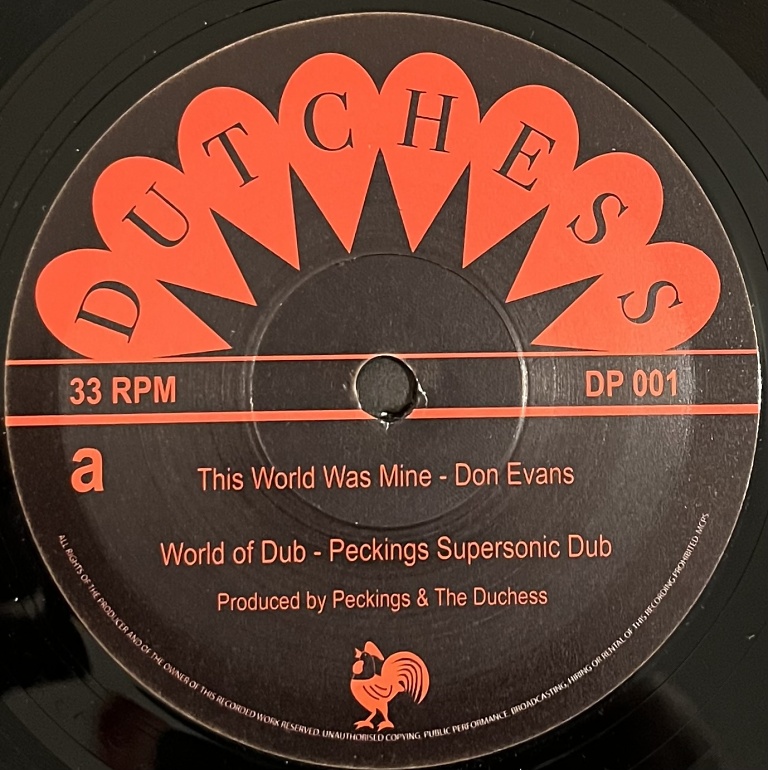 DUTCHESS
33 RPM
DP 001
a
This World Was Mine - Don Evans
World of Dub - Peckings Supersonic Dub
Produced by Peckings & The Duchess
ALL RIGHTS OF THE PRODUCER AND OF THE OWNER OF THIS RECORDED WORK RESERVED. UNAUTHORISED COPYING, PUBLIC PERFORMANCE. BROADCASTING, HIRING OR RENTAL OF THIS RECORDING PROHIBITED. MCPS